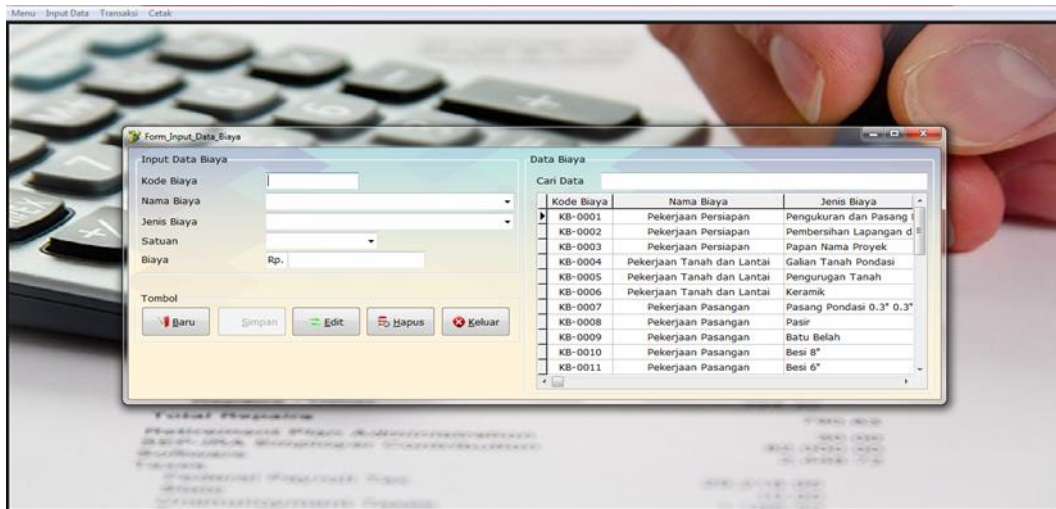 Menu Input Data Transaksi Cetak
Form_Input_Data_Biaya
Input Data Biaya
Kode Biaya
Nama Biaya
Jenis Biaya
Satuan
Biaya Rp.
Tombol
Baru Simpan Edit Hapus Keluar
Data Biaya
Cari Data
Kode Biaya Nama Biaya Jenis Biaya
KB-0001 Pekerjaan Persiapan Pengukuran dan Pasang
KB-0002 Pekerjaan Persiapan Pembersihan Lapangan d
KB-0003 Pekerjaan Persiapan Papan Nama Proyek
KB-0004 Pekerjaan Tanah dan Lantai Galian Tanah Pondasi
KB-0005 Pekerjaan Tanah dan Lantai Pengurugan Tanah
KB-0006 Pekerjaan Tanah dan Lantai Keramik
KB-0007 Pekerjaan Pasangan Pasang Pondasi 0.3" 0.3"
KB-0008 Pekerjaan Pasangan Pasir
KB-0009 Pekerjaan Pasangan Batu Belah
KB-0010 Pekerjaan Pasangan Besi 8"
KB-0011 Pekerjaan Pasangan Besi 6"
Total Repairs